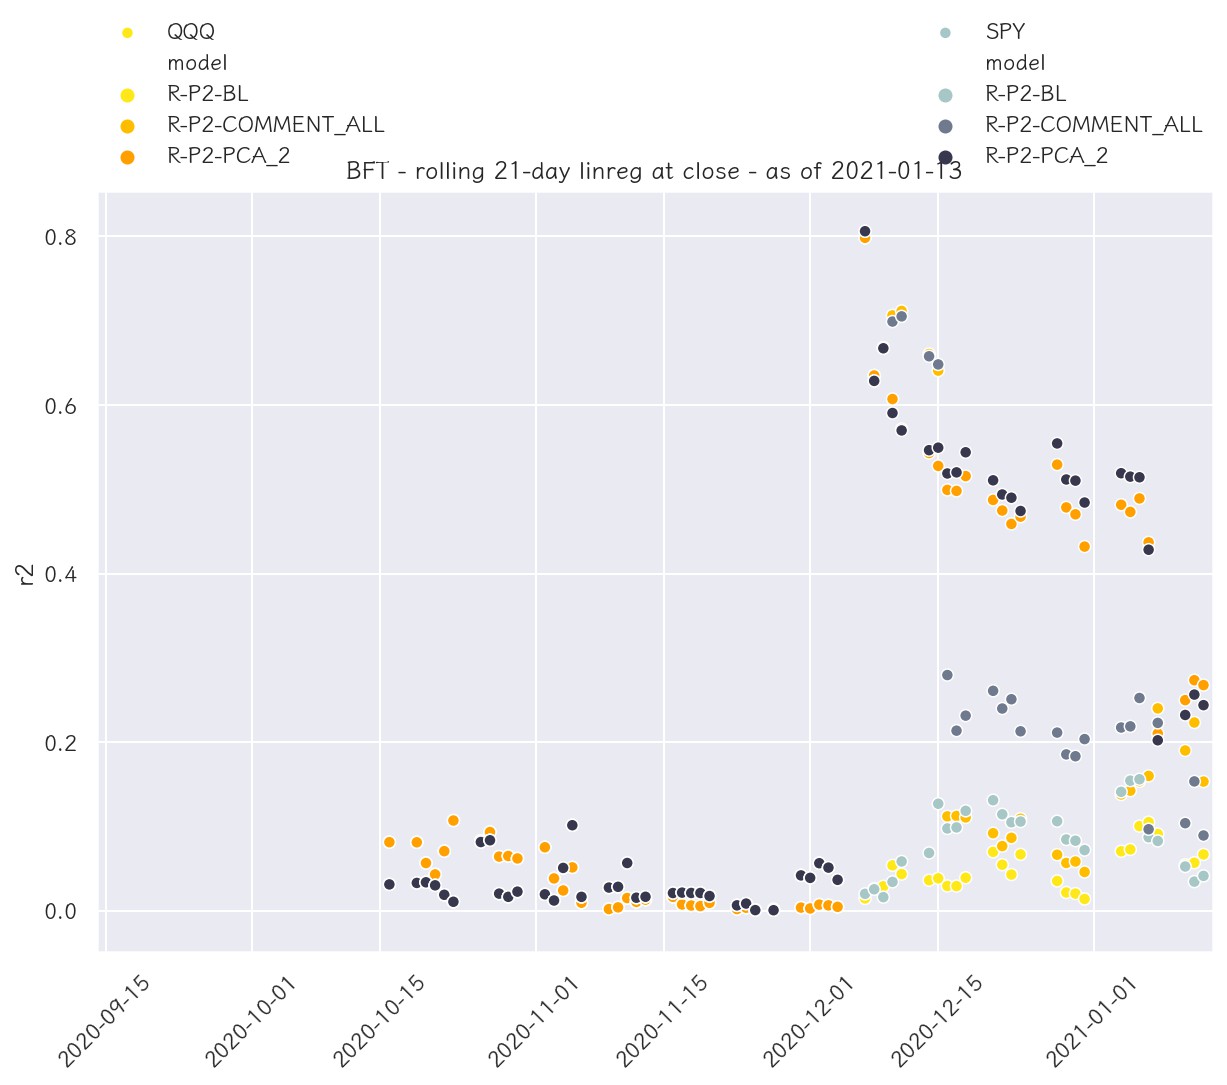 QQQ
model
R-P2-BL
R-P2-COMMENT_ALL
R-P2-PCA_2
SPY
model
R-P2-BL
R-P2-COMMENT_ALL
R-P2-PCA_2
BFT - rolling 21-day linreg at close - as of 2021-01-13
r2
0.8
0.6
0.4
0.2
0.0
2020-09-15
2020-10-01
2020-10-15
2020-11-01
2020-11-15
2020-12-01
2020-12-15
2021-01-01